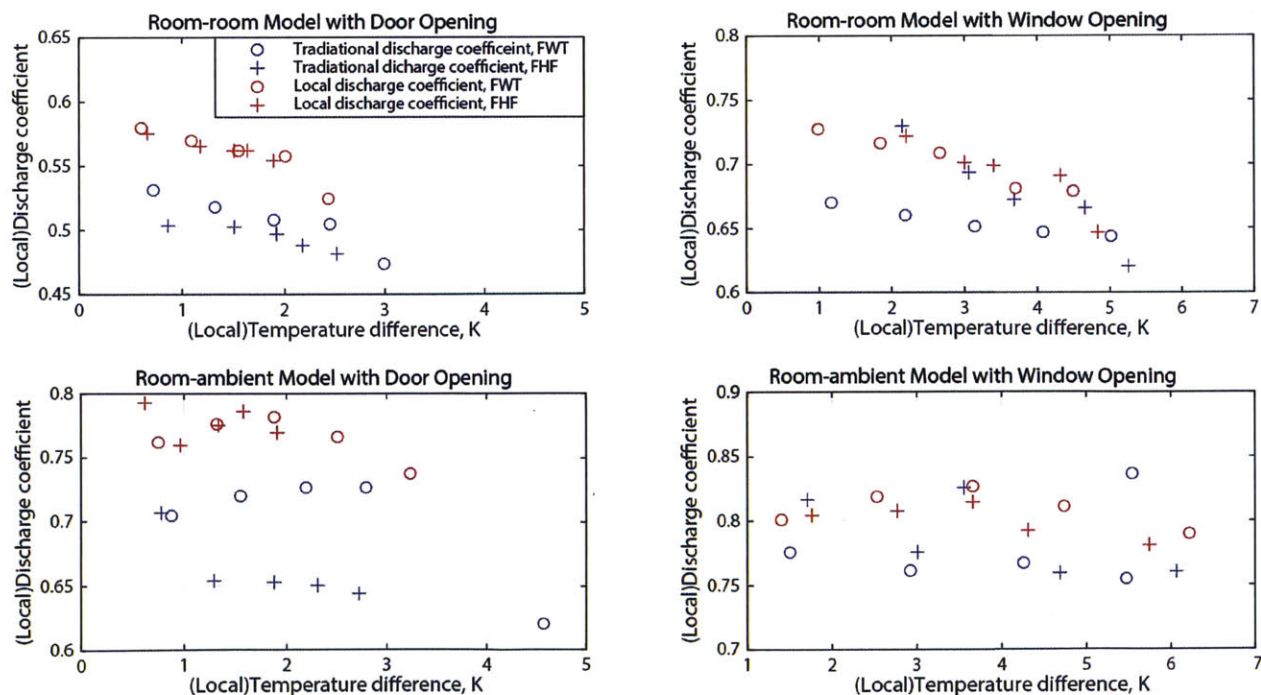 Room-room Model with Door Opening
0.65
0.6
0.55
0.5
0.45
(Local)Discharge coefficient
Tradiational discharge coefficeint, FWT
Tradiational dicharge coefficient, FHF
Local discharge coefficient, FWT
Local discharge coefficient, FHF
0 1 2 3 4 5
(Local)Temperature difference, K
Room-room Model with Window Opening
0.8
0.75
0.7
0.65
0.6
(Local)Discharge coefficient
0 1 2 3 4 5 6 7
(Local)Temperature difference, K
Room-ambient Model with Door Opening
0.8
0.75
0.7
0.65
0.6
(Local)Discharge coefficient
0 1 2 3 4 5
(Local)Temperature difference, K
Room-ambient Model with Window Opening
0.9
0.85
0.8
0.75
0.7
(Local)Discharge coefficient
1 2 3 4 5 6 7
(Local)Temperature difference, K